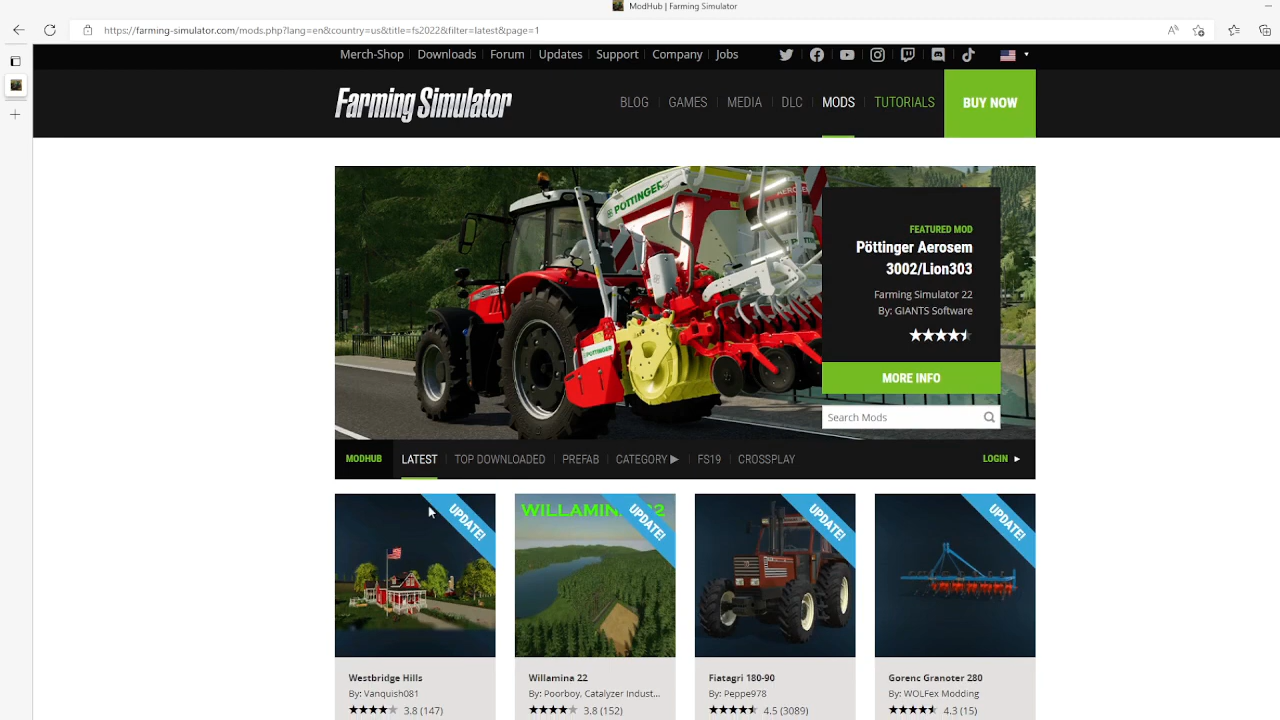 ModHub | Farming Simulator
https://farming-simulator.com/mods.php?lang=en&country=us&title=fs2022&filter=latest&page=1
Merch-Shop | Downloads | Forum | Updates | Support | Company | Jobs
Farming Simulator
BLOG | GAMES | MEDIA | DLC | MODS | TUTORIALS
BUY NOW
PÖTTINGER
AEROSEM
PÖTTINGER
FEATURED MOD
Pöttinger Aerosem
3002/Lion303
Farming Simulator 22
By: GIANTS Software
MORE INFO
Search Mods
MODHUB LATEST | TOP DOWNLOADED | PREFAB | CATEGORY ▶ | FS19 | CROSSPLAY LOGIN ►
UPDATE!
WILLAMINA 22
UPDATE!
UPDATE!
UPDATE!
Westbridge Hills
By: Vanquish081
3.8 (147)
Willamina 22
By: Poorboy, Catalyzer Indust...
3.8 (152)
Fiatagri 180-90
By: Peppe978
4.5 (3089)
Gorenc Granoter 280
By: WOLFex Modding
4.3 (15)